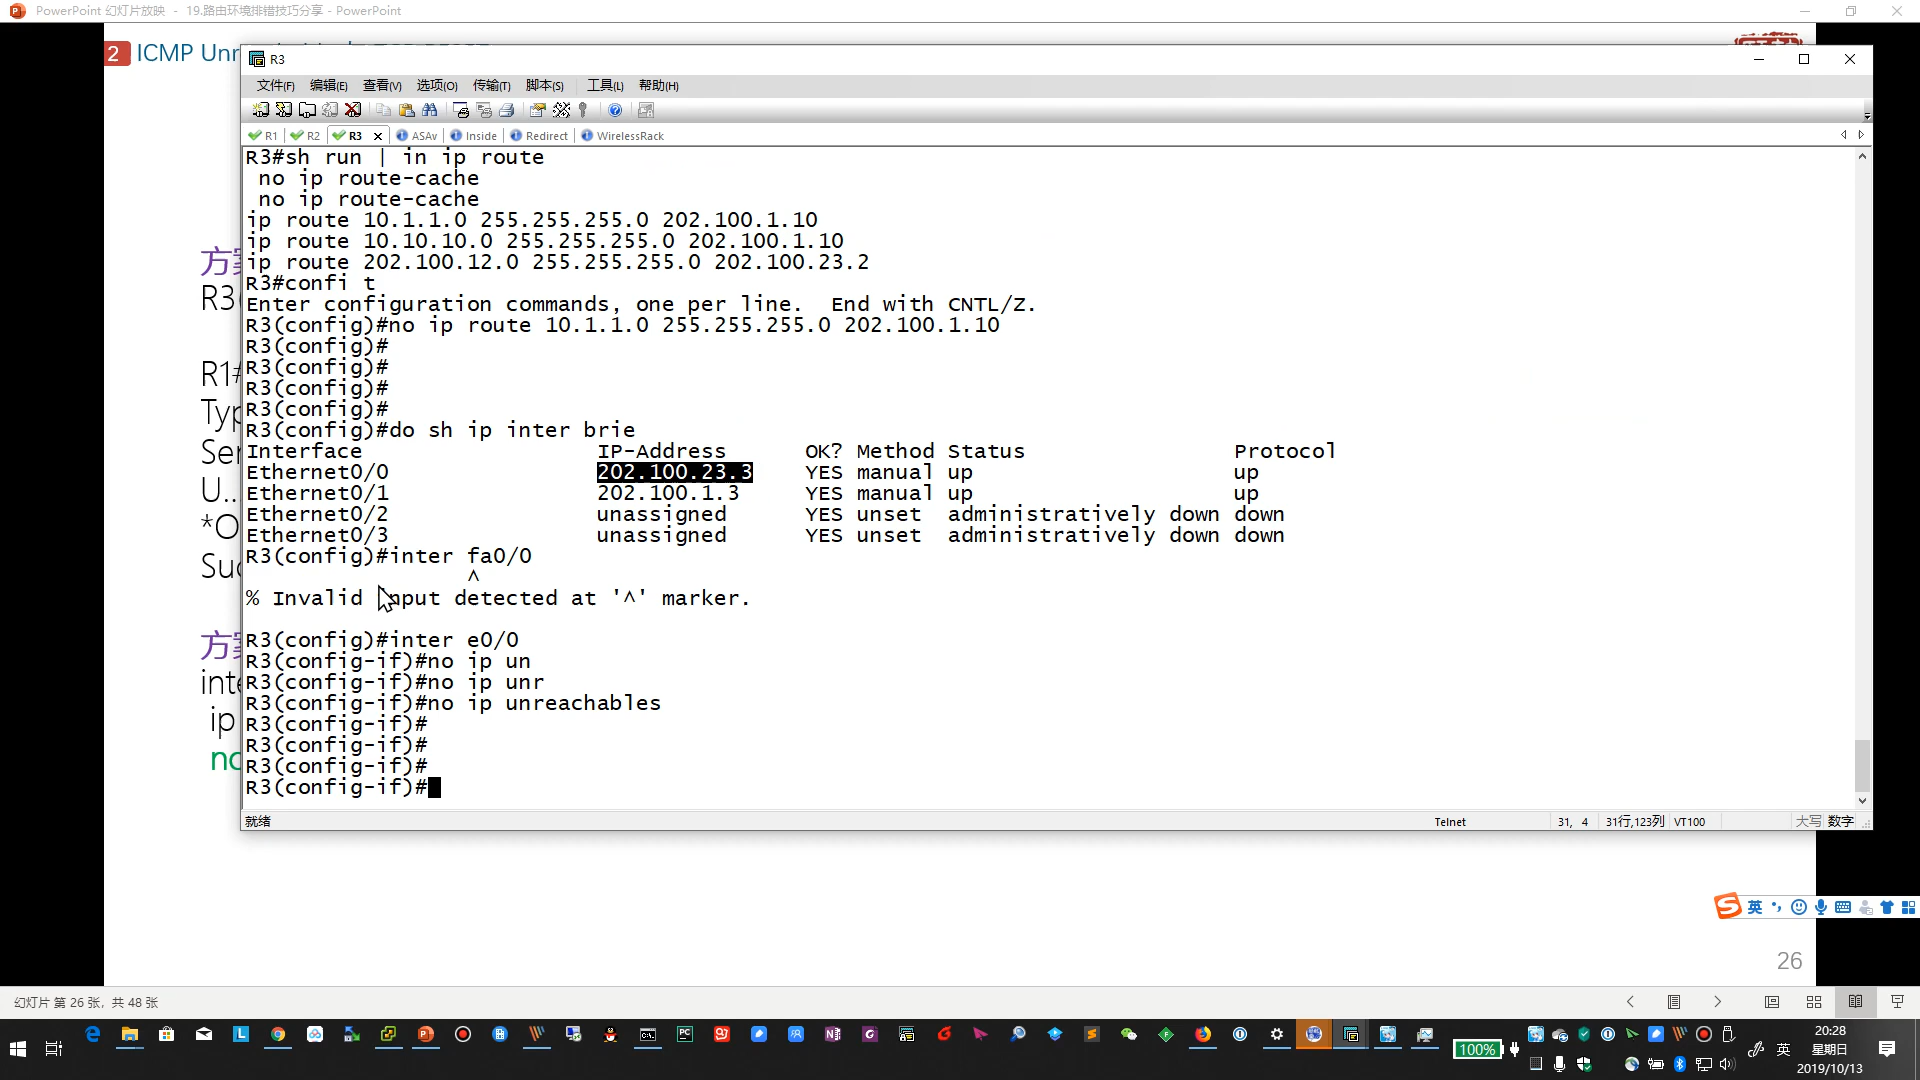 PowerPoint 幻灯片放映 - 19.路由环境排错技巧分享 - PowerPoint
2 ICMP Unr
R3
文件(F) 编辑(E) 查看(V) 选项(O) 传输(T) 脚本(S) 工具(L) 帮助(H)
R1 R2 R3 ASAv Inside Redirect WirelessRack
R3#sh run | in ip route
no ip route-cache
no ip route-cache
ip route 10.1.1.0 255.255.255.0 202.100.1.10
ip route 10.10.10.0 255.255.255.0 202.100.1.10
ip route 202.100.12.0 255.255.255.0 202.100.23.2
R3#confi t
Enter configuration commands, one per line.  End with CNTL/Z.
R3(config)#no ip route 10.1.1.0 255.255.255.0 202.100.1.10
R3(config)#
R3(config)#
R3(config)#
R3(config)#
R3(config)#do sh ip inter brie
Interface IP-Address OK? Method Status Protocol
Ethernet0/0 202.100.23.3 YES manual up up
Ethernet0/1 202.100.1.3 YES manual up up
Ethernet0/2 unassigned YES unset administratively down down
Ethernet0/3 unassigned YES unset administratively down down
R3(config)#inter fa0/0
^
% Invalid input detected at '^' marker.
R3(config)#inter e0/0
R3(config-if)#no ip un
R3(config-if)#no ip unr
R3(config-if)#no ip unreachables
R3(config-if)#
R3(config-if)#
R3(config-if)#
R3(config-if)#
就绪 Telnet 31, 4 31行,123列 VT100 大写 数字
方
R3
R1#
Typ
Ser
U..
*O
Suc
方
inte
ip
no
英
26
幻灯片 第 26 张, 共 48 张
100%
英
20:28
星期日
2019/10/13